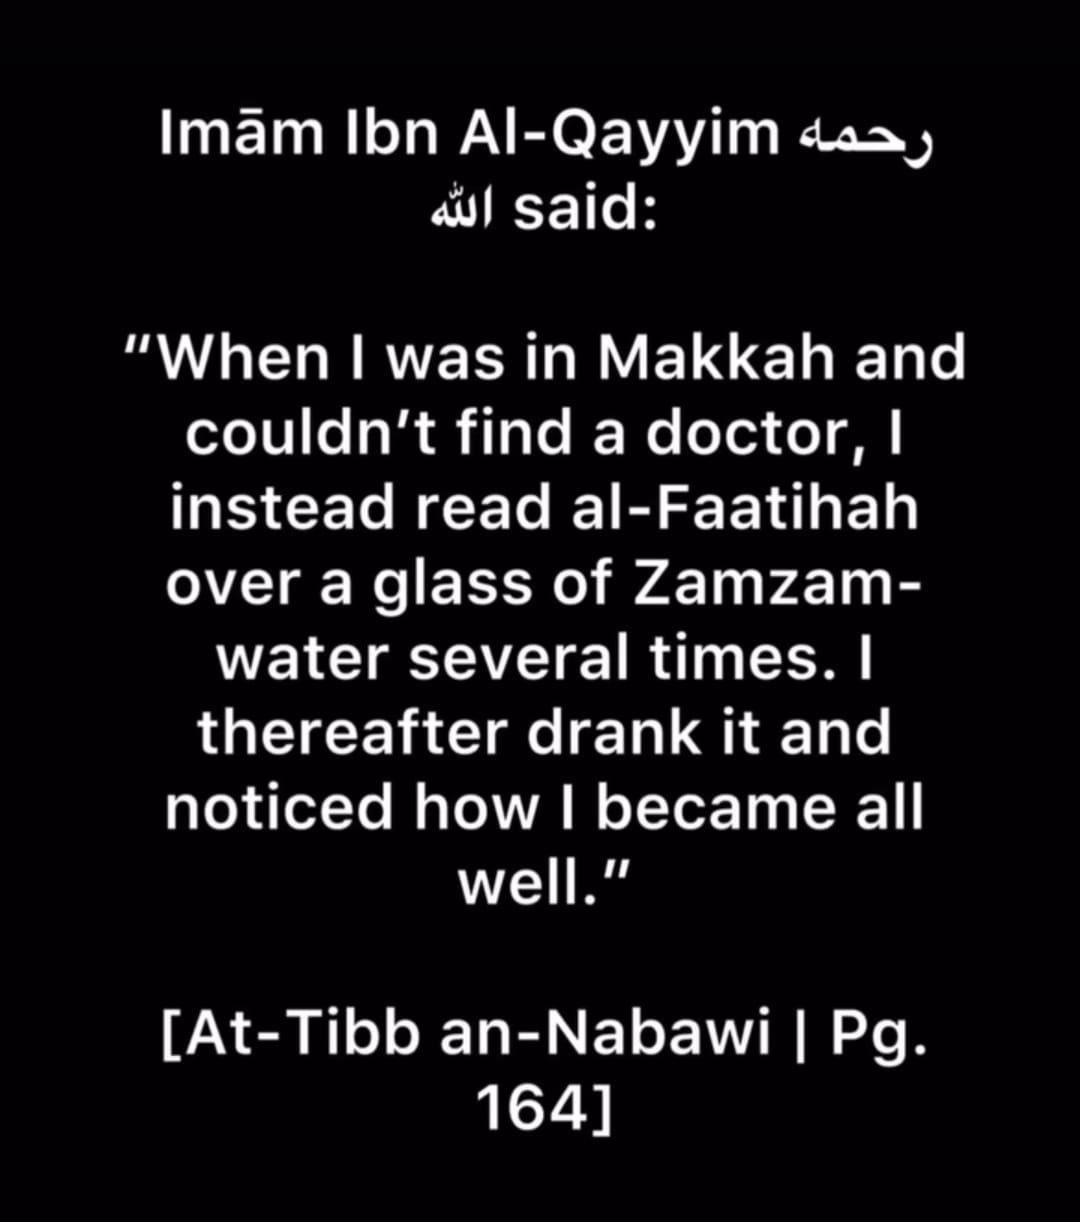 Imām Ibn Al-Qayyim رحمه
الله said:
“When I was in Makkah and
couldn’t find a doctor, I
instead read al-Faatihah
over a glass of Zamzam-
water several times. I
thereafter drank it and
noticed how I became all
well.”
[At-Tibb an-Nabawi | Pg.
164]